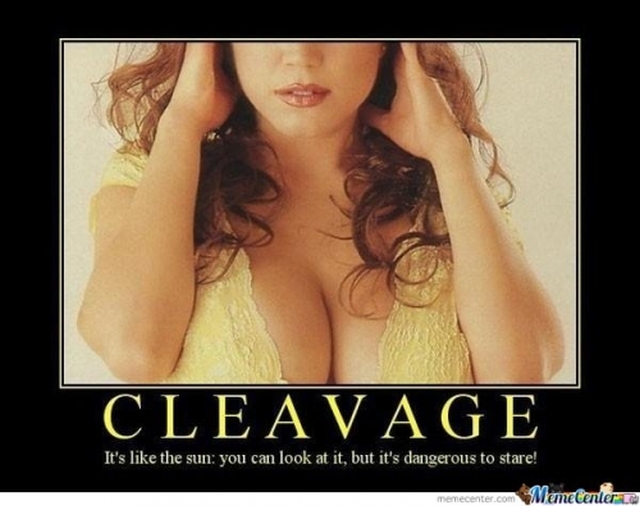 CLEAVAGE
It's like the sun: you can look at it, but it's dangerous to stare!
memecenter.com MemeCenter